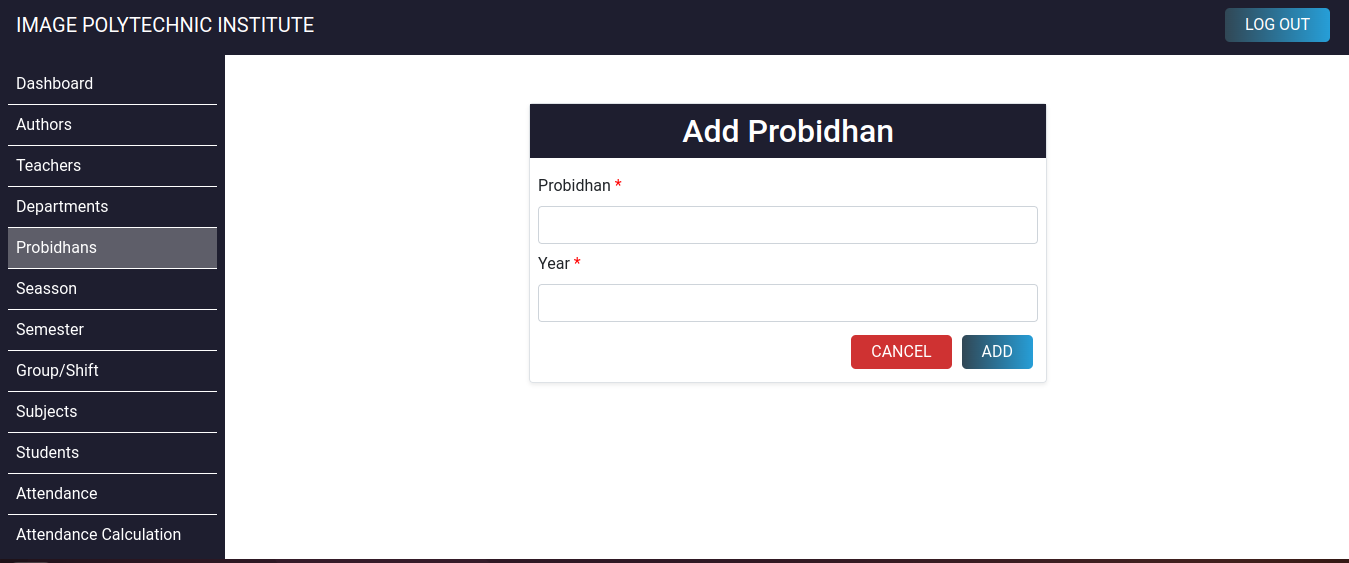 IMAGE POLYTECHNIC INSTITUTE
LOG OUT
Dashboard
Authors
Teachers
Departments
Probidhans
Seasson
Semester
Group/Shift
Subjects
Students
Attendance
Attendance Calculation
Add Probidhan
Probidhan *
Year *
CANCEL
ADD